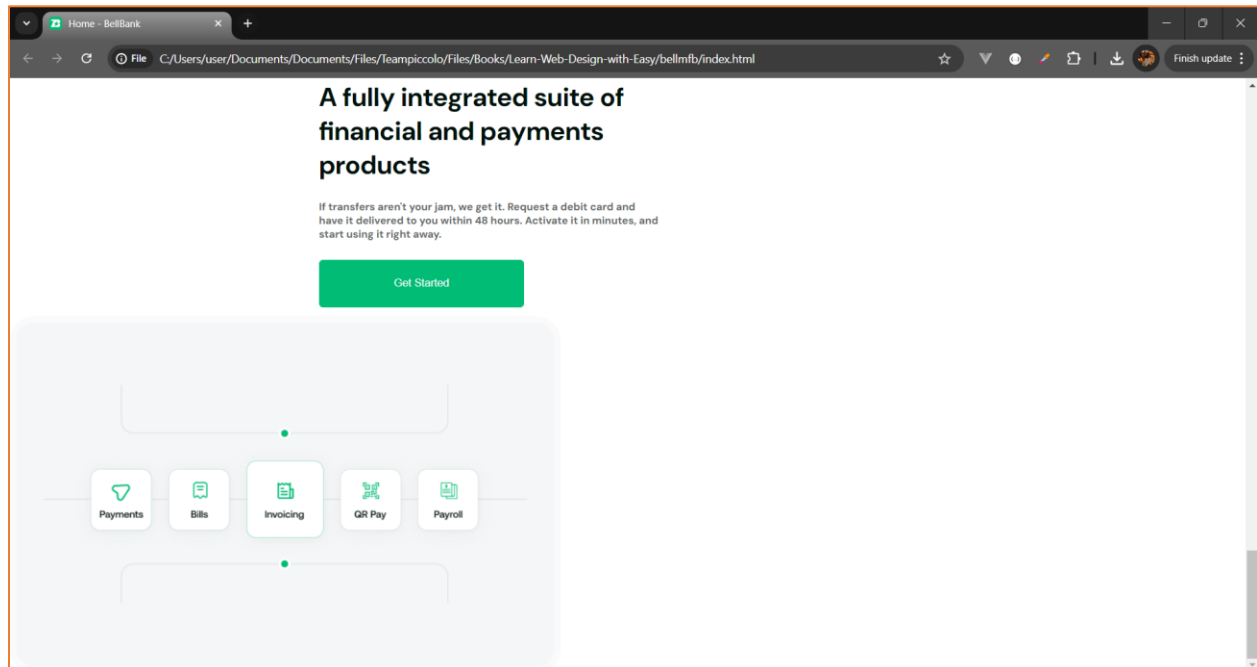 Home - BellBank
File C:/Users/user/Documents/Documents/Files/Teampiccolo/Files/Books/Learn-Web-Design-with-Easy/bellmfb/index.html
Finish update
A fully integrated suite of
financial and payments
products
If transfers aren't your jam, we get it. Request a debit card and
have it delivered to you within 48 hours. Activate it in minutes, and
start using it right away.
Get Started
Payments Bills Invoicing QR Pay Payroll